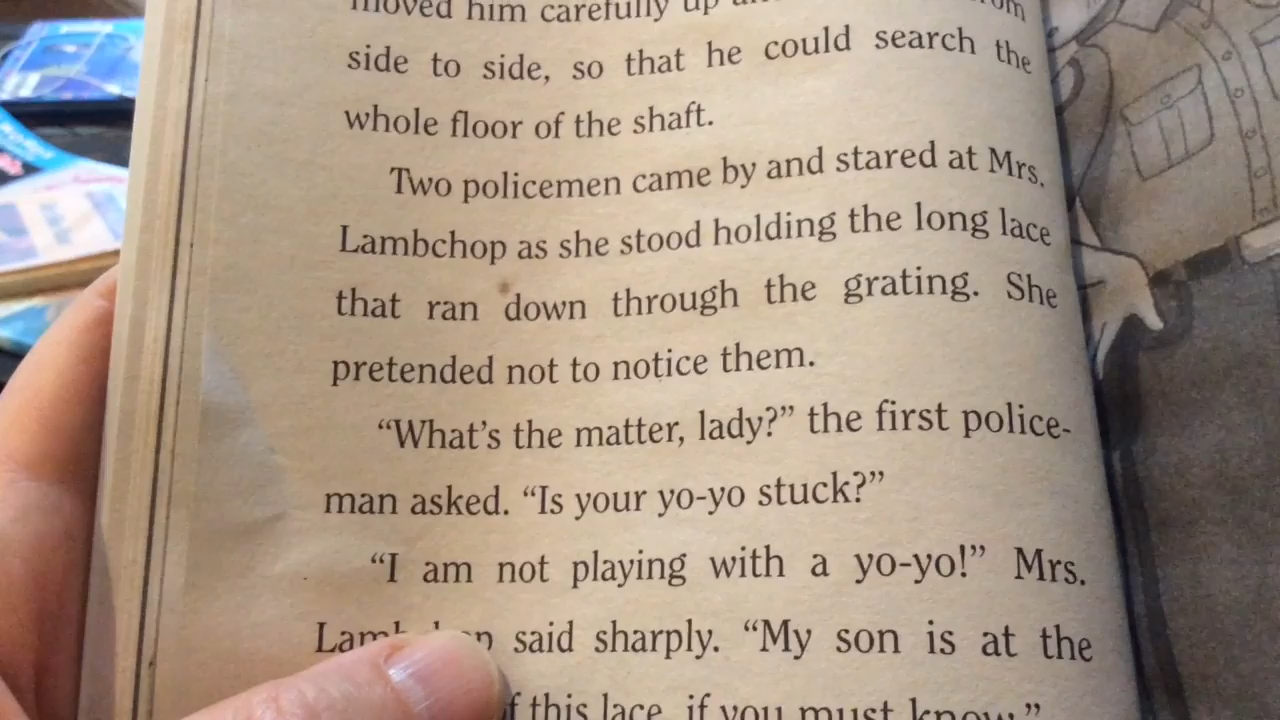 moved him carefully up
side to side, so that he could search the
whole floor of the shaft.
Two policemen came by and stared at Mrs.
Lambchop as she stood holding the long lace
that ran down through the grating. She
pretended not to notice them.
“What’s the matter, lady?” the first police-
man asked. “Is your yo-yo stuck?”
“I am not playing with a yo-yo!” Mrs.
said sharply. “My son is at the
this lace, if you must know.”